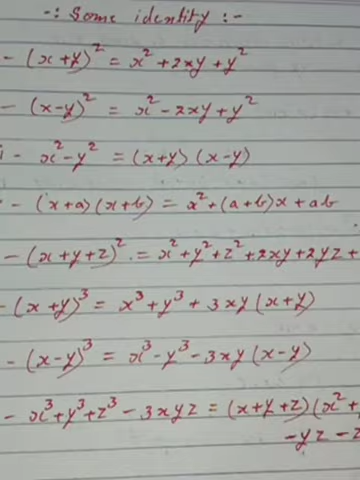 -: Some identity :-
- (x+y)² = x²+2xy+y²
- (x-y)² = x²-2xy+y²
- x²-y² = (x+y)(x-y)
- (x+a)(x+b) = x²+(a+b)x+ab
- (x+y+z)² = x²+y²+z²+2xy+2yz+
- (x+y)³ = x³+y³+3xy(x+y)
- (x-y)³ = x³-y³-3xy(x-y)
- x³+y³+z³-3xyz = (x+y+z)(x²+
-yz-